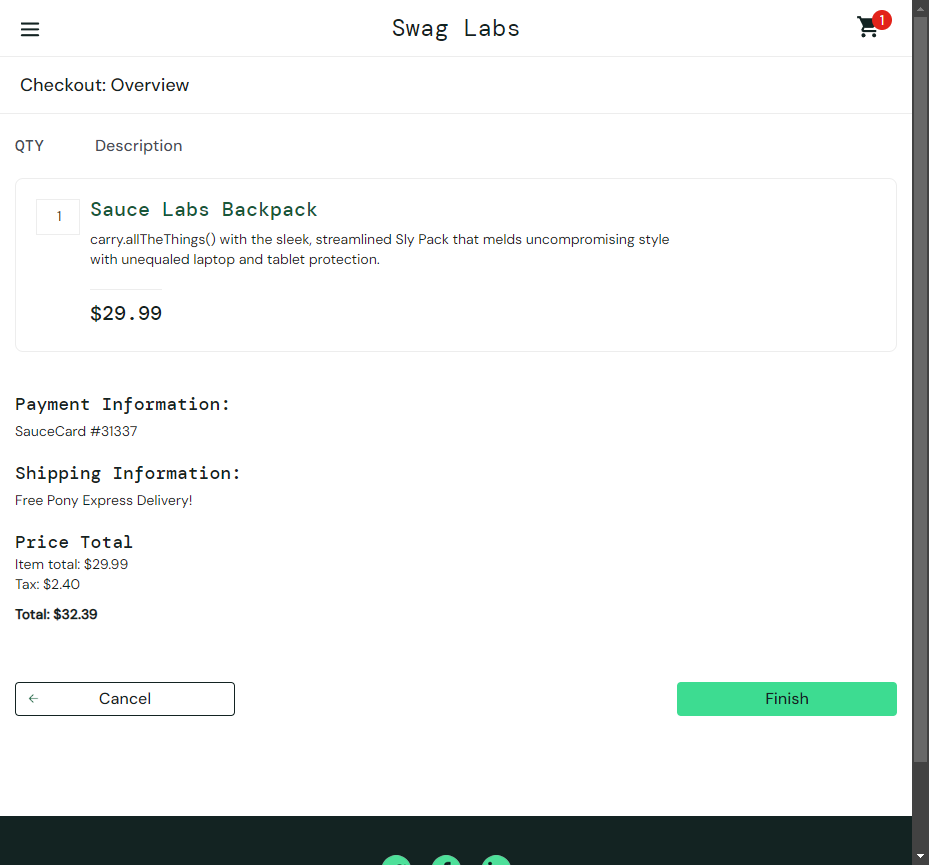 Swag Labs
1
Checkout: Overview
QTY Description
1
Sauce Labs Backpack
carry.allTheThings() with the sleek, streamlined Sly Pack that melds uncompromising style
with unequaled laptop and tablet protection.
$29.99
Payment Information:
SauceCard #31337
Shipping Information:
Free Pony Express Delivery!
Price Total
Item total: $29.99
Tax: $2.40
Total: $32.39
Cancel
Finish